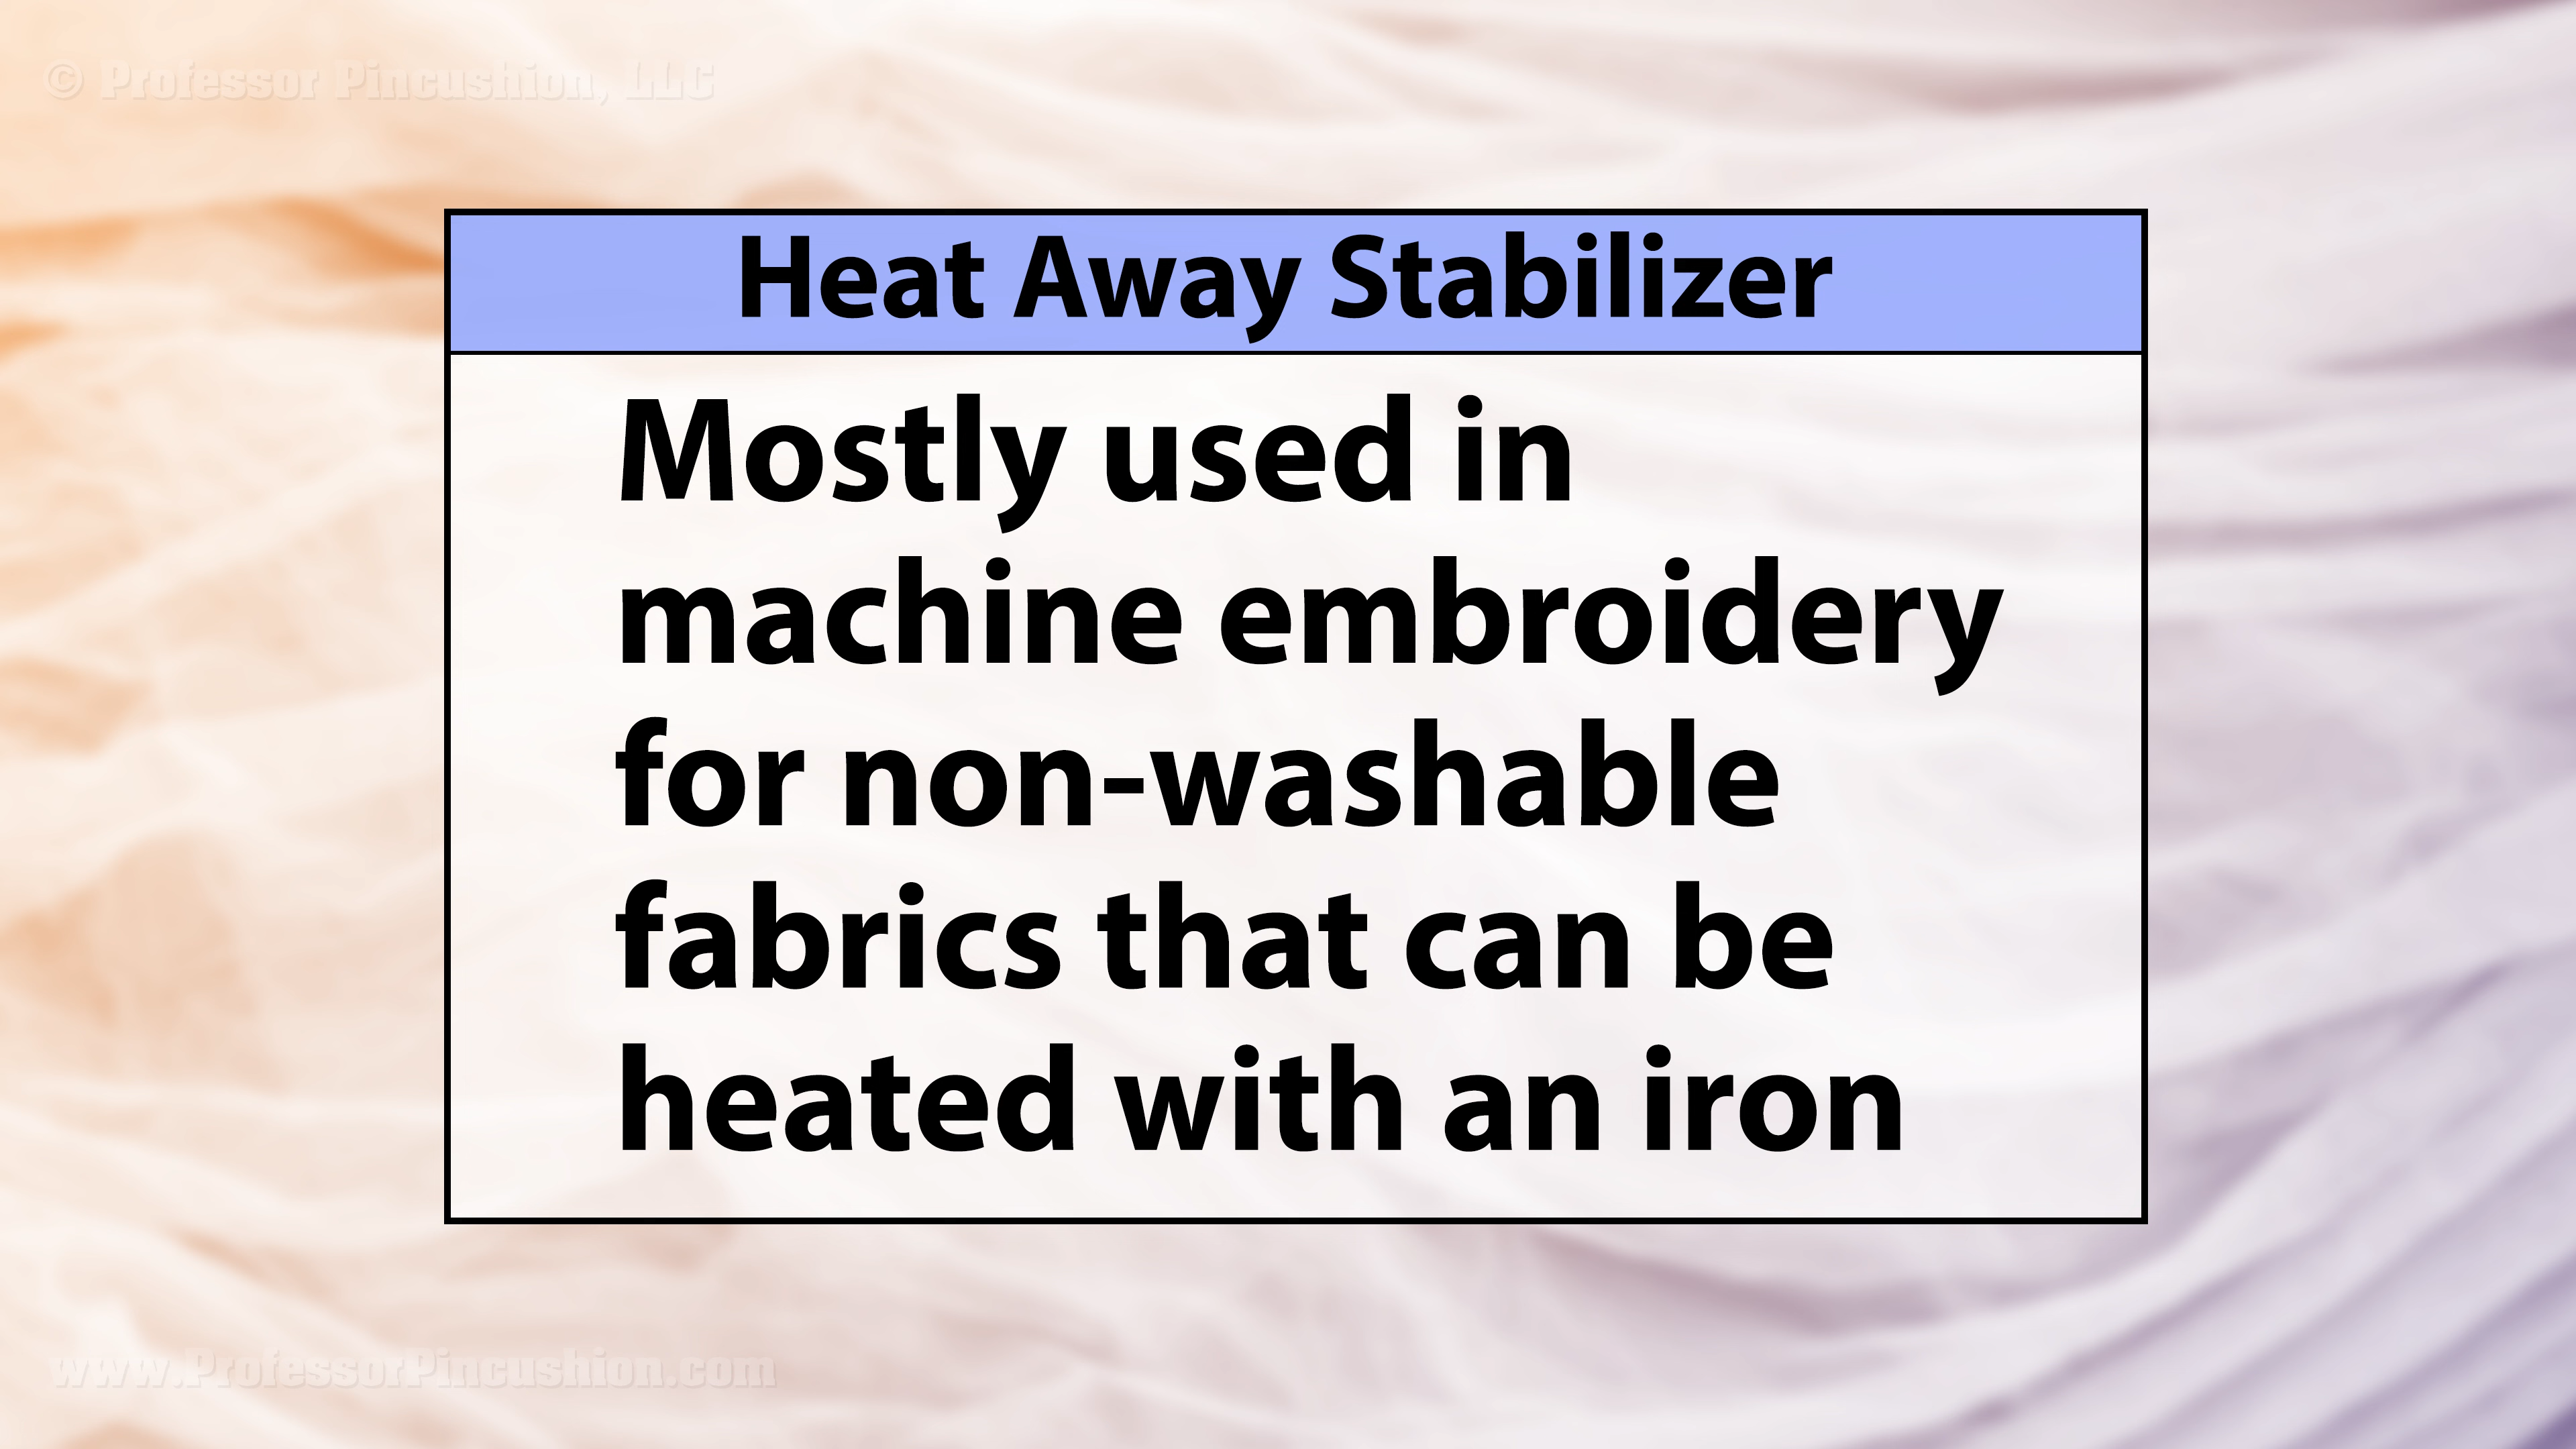 © Professor Pincushion, LLC
Heat Away Stabilizer
Mostly used in
machine embroidery
for non-washable
fabrics that can be
heated with an iron
www.ProfessorPincushion.com